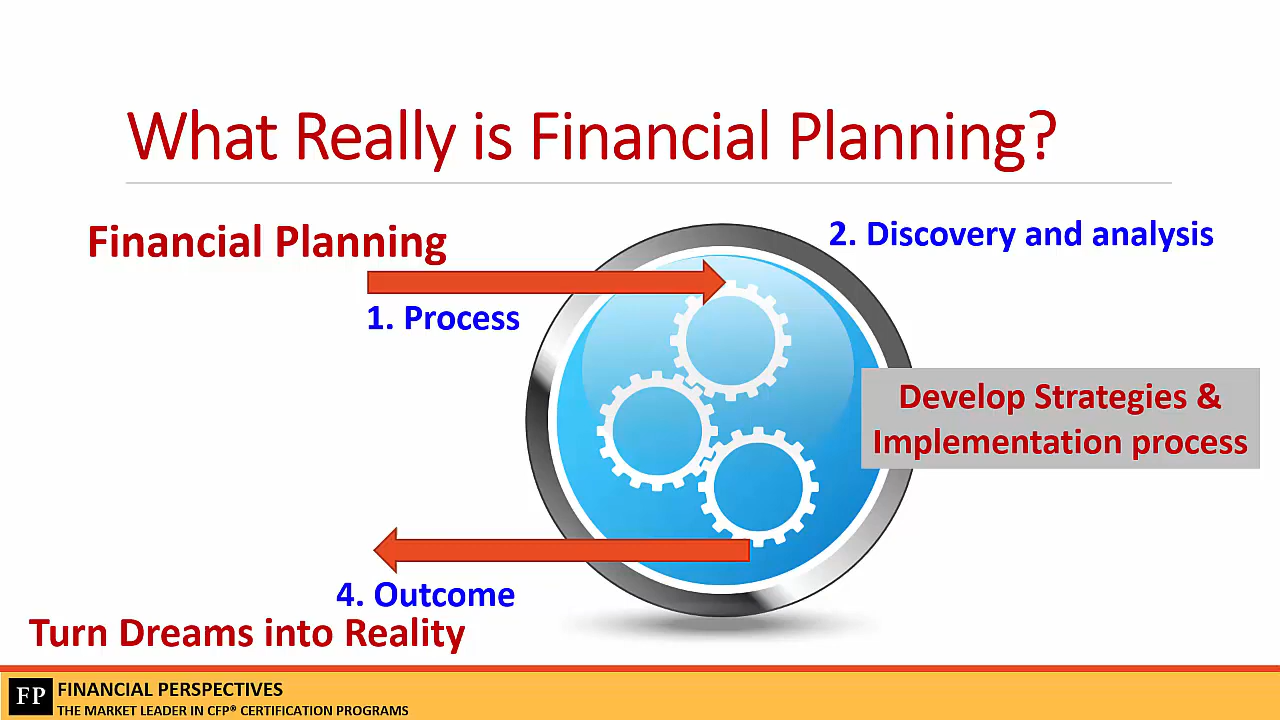 What Really is Financial Planning?
Financial Planning
1. Process
2. Discovery and analysis
Develop Strategies &
Implementation process
4. Outcome
Turn Dreams into Reality
FP
FINANCIAL PERSPECTIVES
THE MARKET LEADER IN CFP® CERTIFICATION PROGRAMS